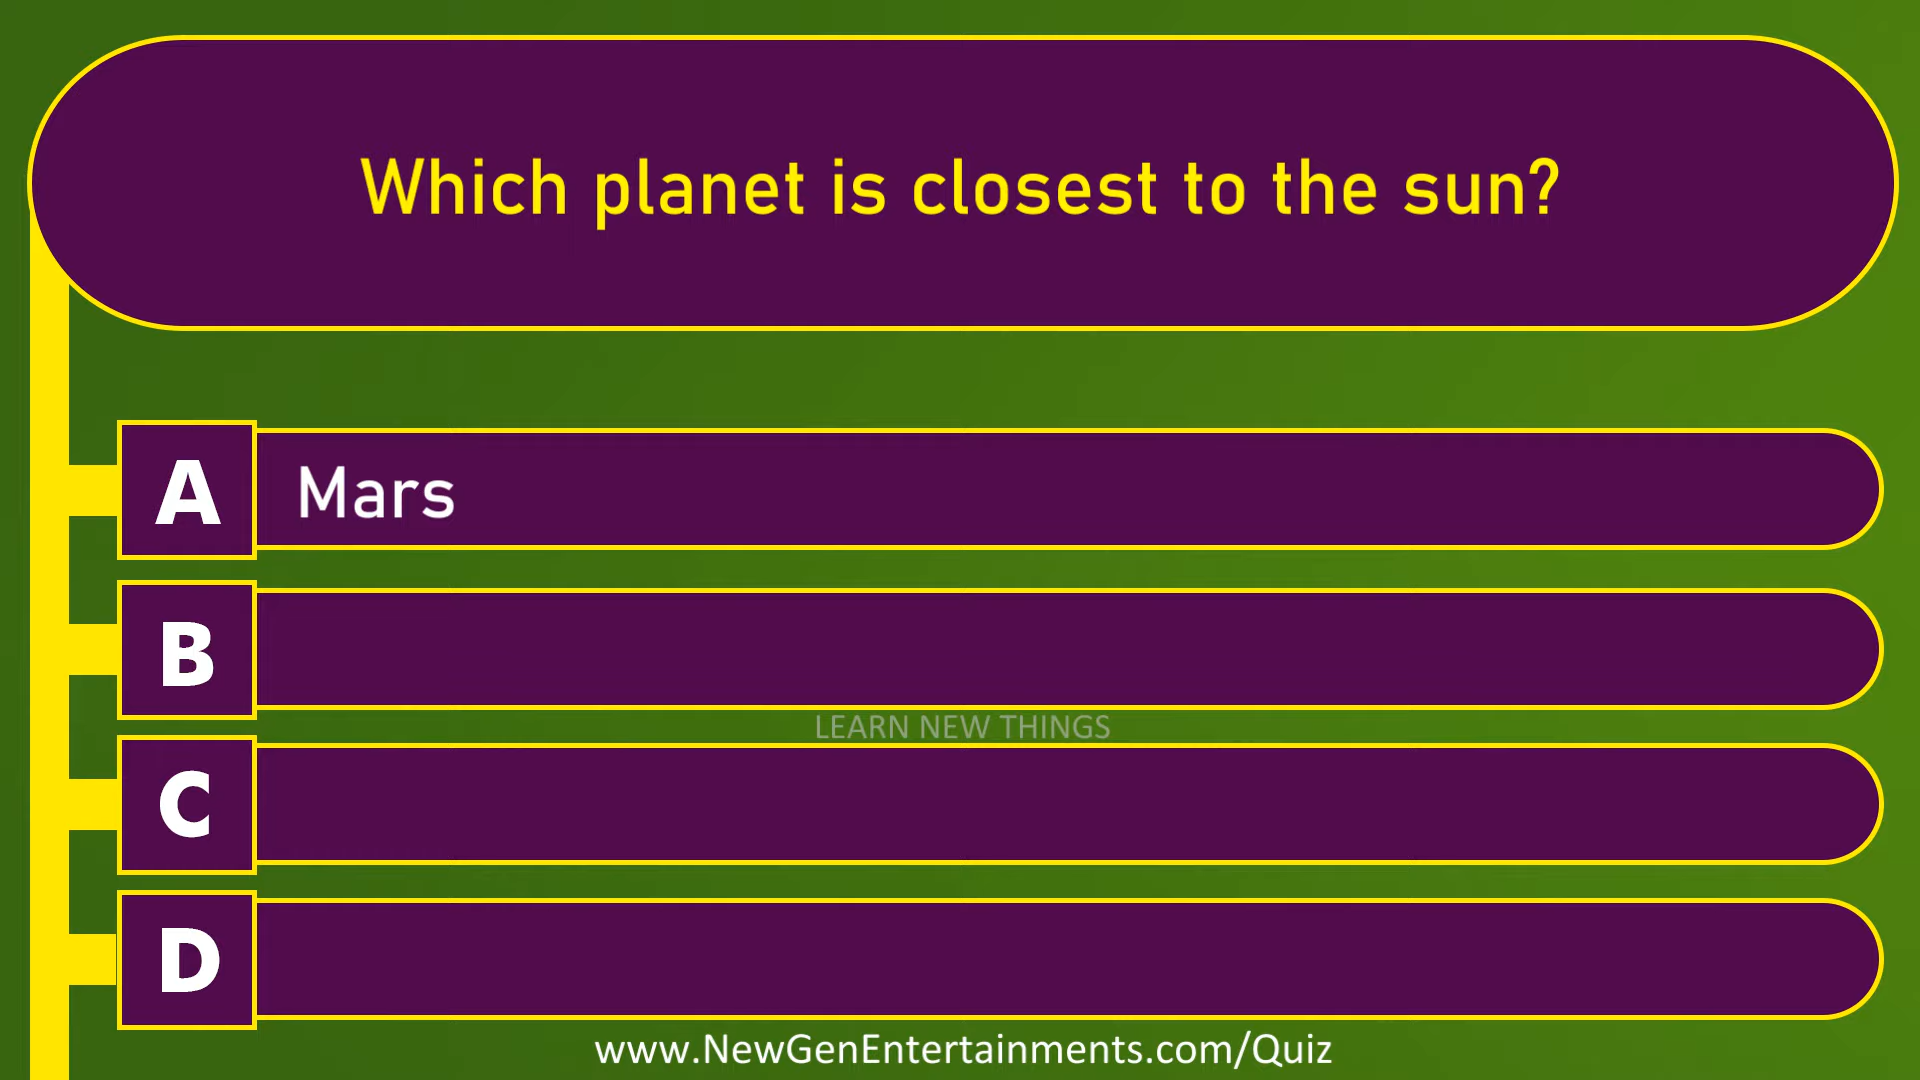 Which planet is closest to the sun?
A Mars
B
LEARN NEW THINGS
C
D
www.NewGenEntertainments.com/Quiz